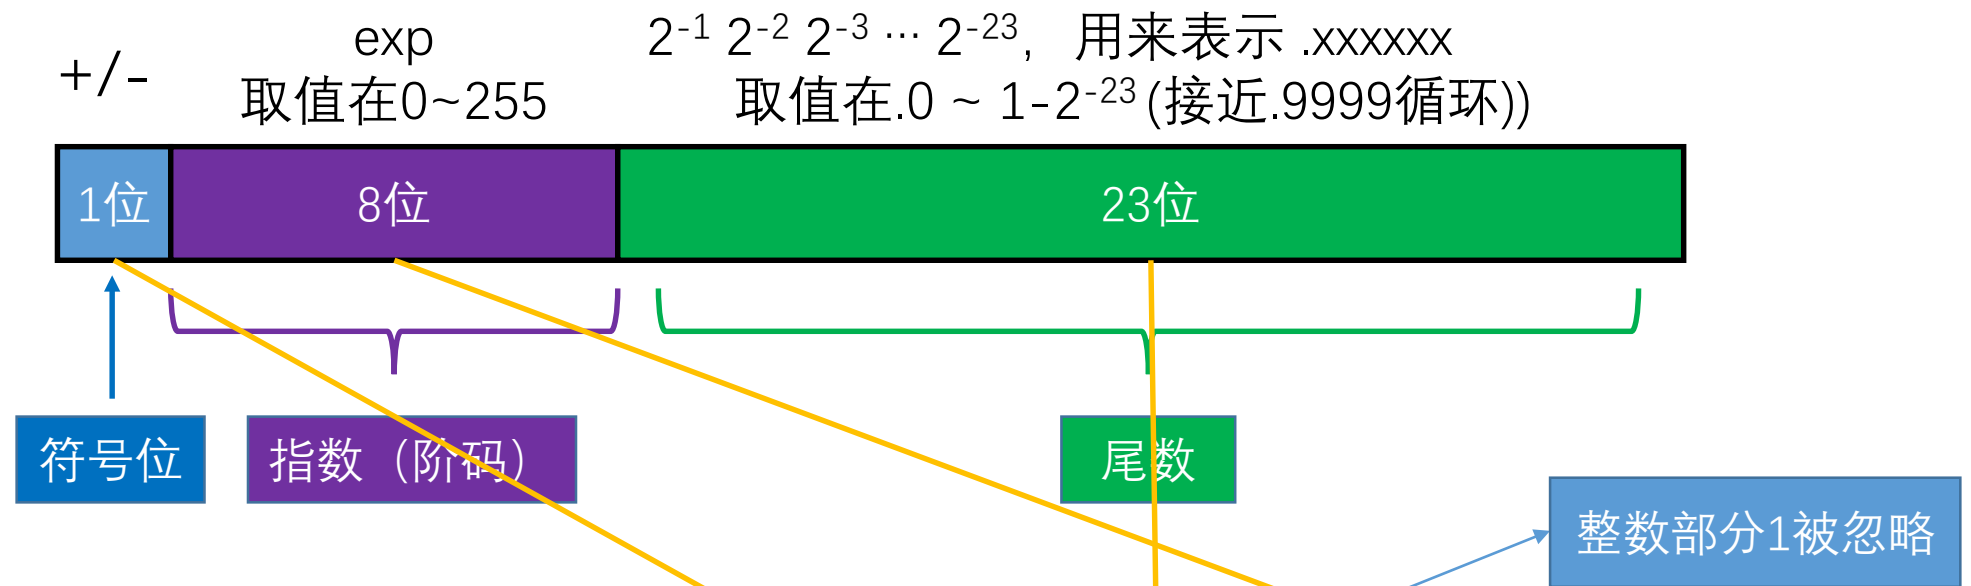 +/-
exp
取值在0~255
2⁻¹ 2⁻² 2⁻³ ··· 2⁻²³, 用来表示 .xxxxxx
取值在.0 ~ 1-2⁻²³ (接近.9999循环))
1位
8位
23位
符号位
指数（阶码）
尾数
整数部分1被忽略